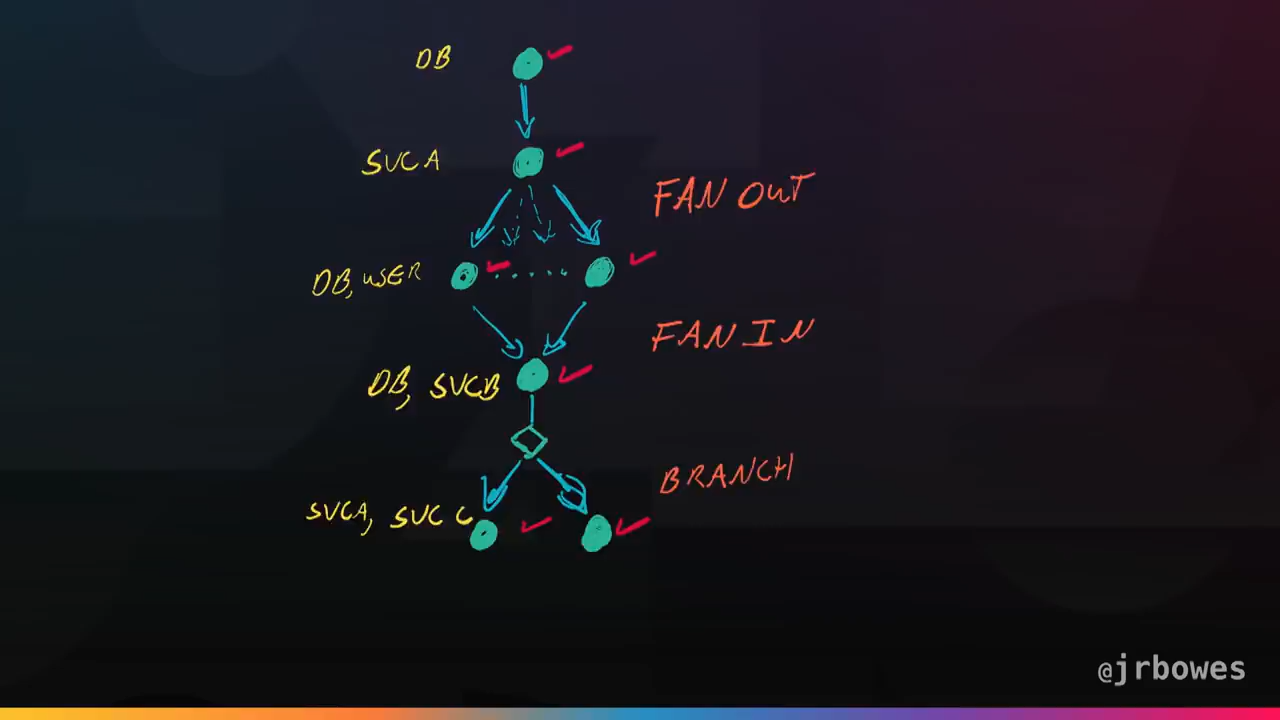 DB
SVC A
FAN OUT
DB, USER
FAN IN
DB, SVCB
BRANCH
SVCA, SVC C
@jrbowes